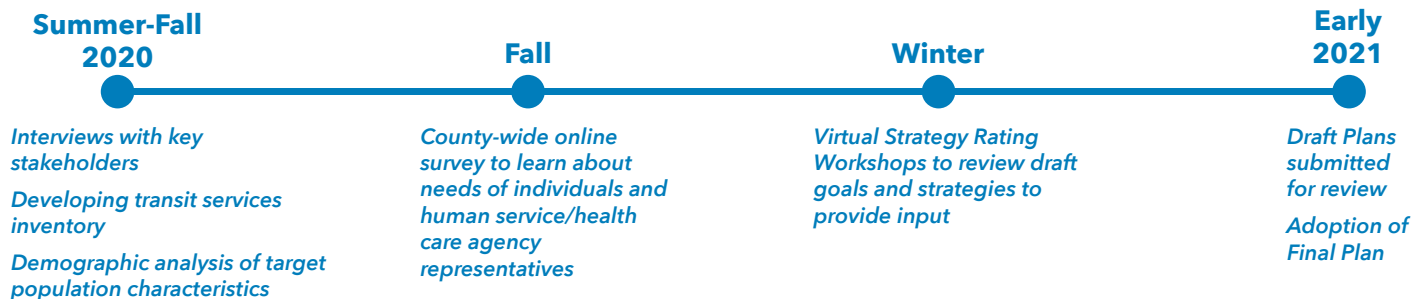 Summer-Fall
2020
Fall
Winter
Early
2021
Interviews with key
stakeholders
Developing transit services
inventory
Demographic analysis of target
population characteristics
County-wide online
survey to learn about
needs of individuals and
human service/health
care agency
representatives
Virtual Strategy Rating
Workshops to review draft
goals and strategies to
provide input
Draft Plans
submitted
for review
Adoption of
Final Plan